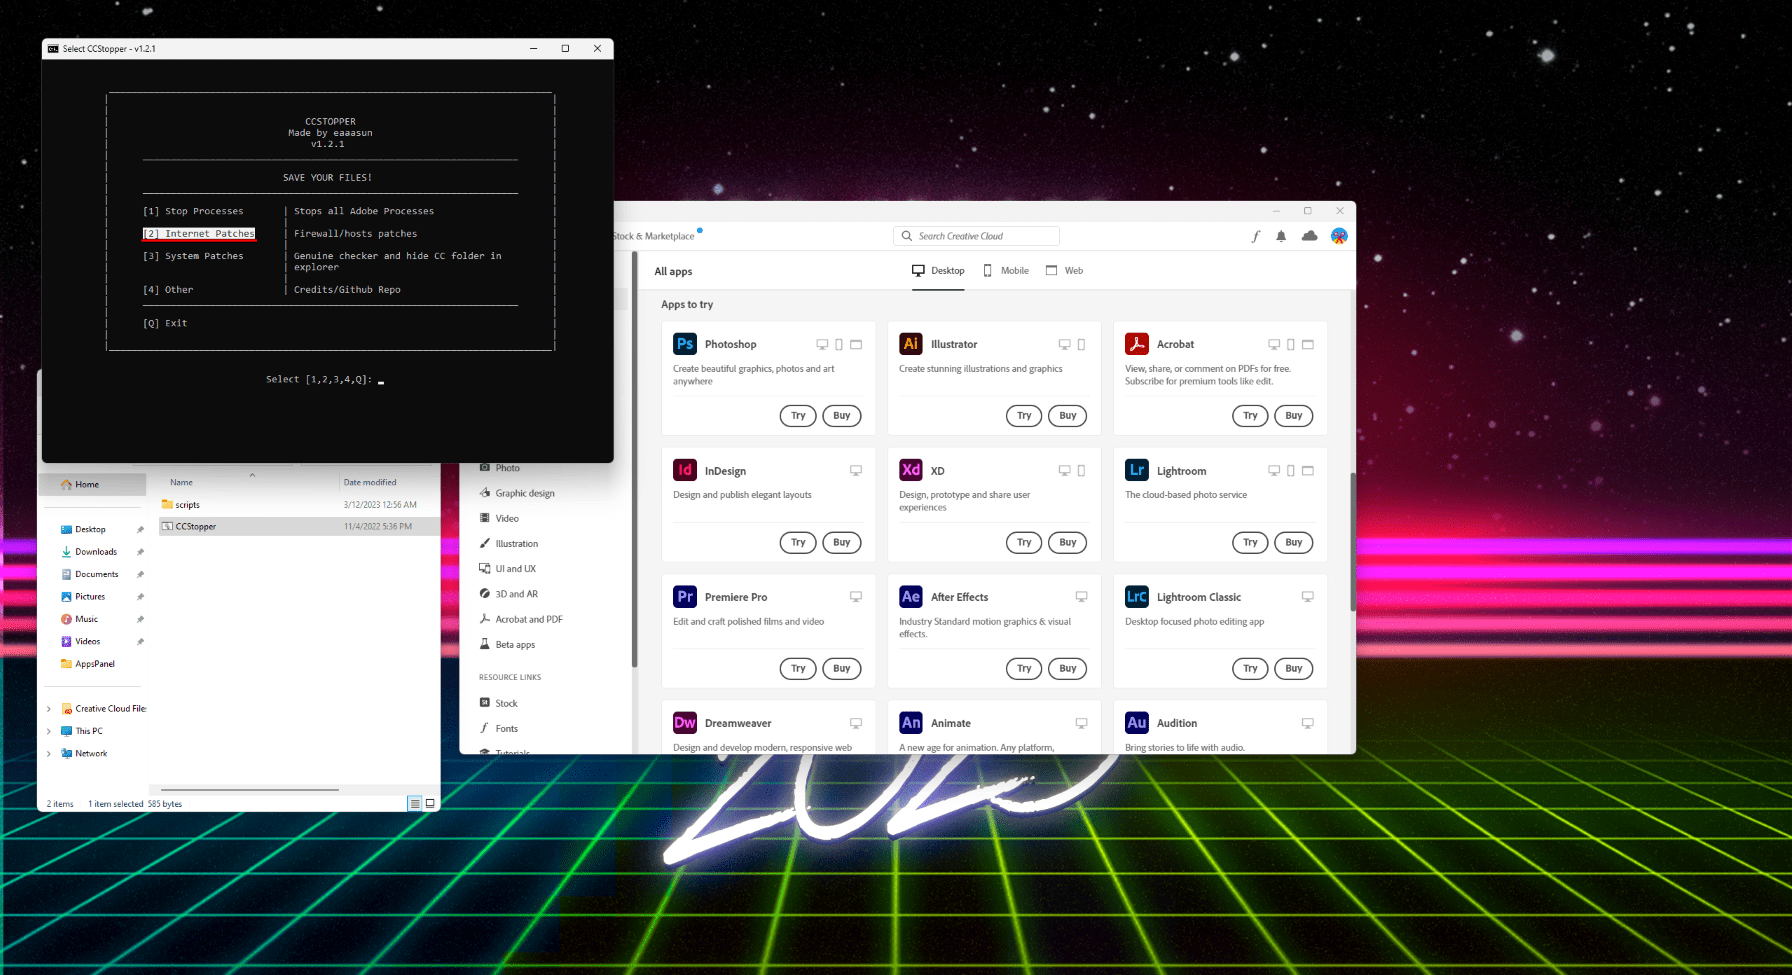 Select CCStopper - v1.2.1
CCSTOPPER
Made by eaaasun
v1.2.1
SAVE YOUR FILES!
[1] Stop Processes | Stops all Adobe Processes
[2] Internet Patches | Firewall/hosts patches
[3] System Patches | Genuine checker and hide CC folder in
explorer
[4] Other | Credits/Github Repo
[Q] Exit
Select [1,2,3,4,Q]:
Home
Desktop
Downloads
Documents
Pictures
Music
Videos
AppsPanel
Creative Cloud Files
This PC
Network
Name Date modified
scripts 3/12/2023 12:56 AM
CCStopper 11/4/2022 5:36 PM
2 items 1 item selected 585 bytes
Stock & Marketplace
Search Creative Cloud
Photo
Graphic design
Video
Illustration
UI and UX
3D and AR
Acrobat and PDF
Beta apps
RESOURCE LINKS
St Stock
Fonts
Tutorials
All apps
Desktop Mobile Web
Apps to try
Ps Photoshop
Create beautiful graphics, photos and art
anywhere
Try Buy
Ai Illustrator
Create stunning illustrations and graphics
Try Buy
Acrobat
View, share, or comment on PDFs for free.
Subscribe for premium tools like edit.
Try Buy
Id InDesign
Design and publish elegant layouts
Try Buy
Xd XD
Design, prototype and share user
experiences
Try Buy
Lr Lightroom
The cloud-based photo service
Try Buy
Pr Premiere Pro
Edit and craft polished films and video
Try Buy
Ae After Effects
Industry Standard motion graphics & visual
effects.
Try Buy
LrC Lightroom Classic
Desktop focused photo editing app
Try Buy
Dw Dreamweaver
Design and develop modern, responsive web
An Animate
A new age for animation. Any platform,
Au Audition
Bring stories to life with audio.